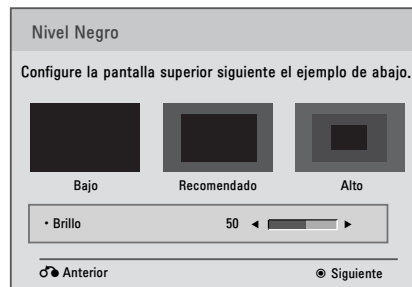 Nivel Negro
Configure la pantalla superior siguiente el ejemplo de abajo.
Bajo Recomendado Alto
• Brillo 50 ◄ ►
Anterior ◉ Siguiente